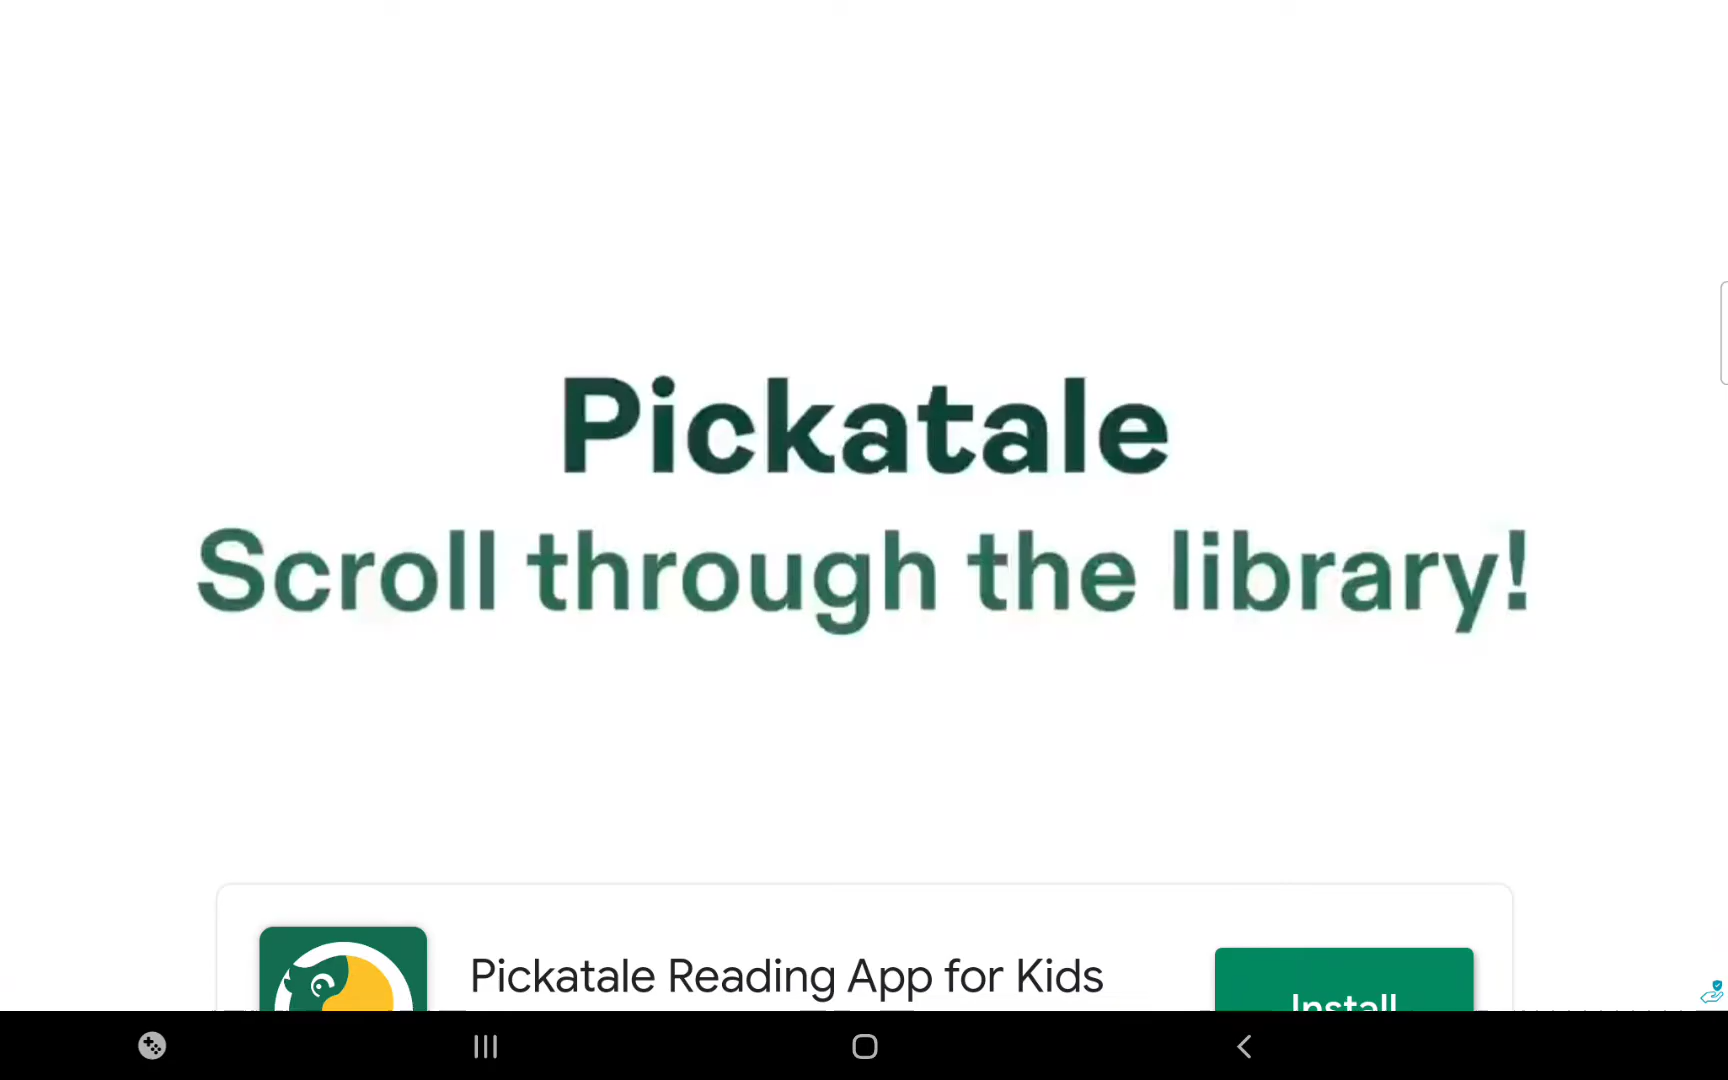 Pickatale
Scroll through the library!
Pickatale Reading App for Kids
Install